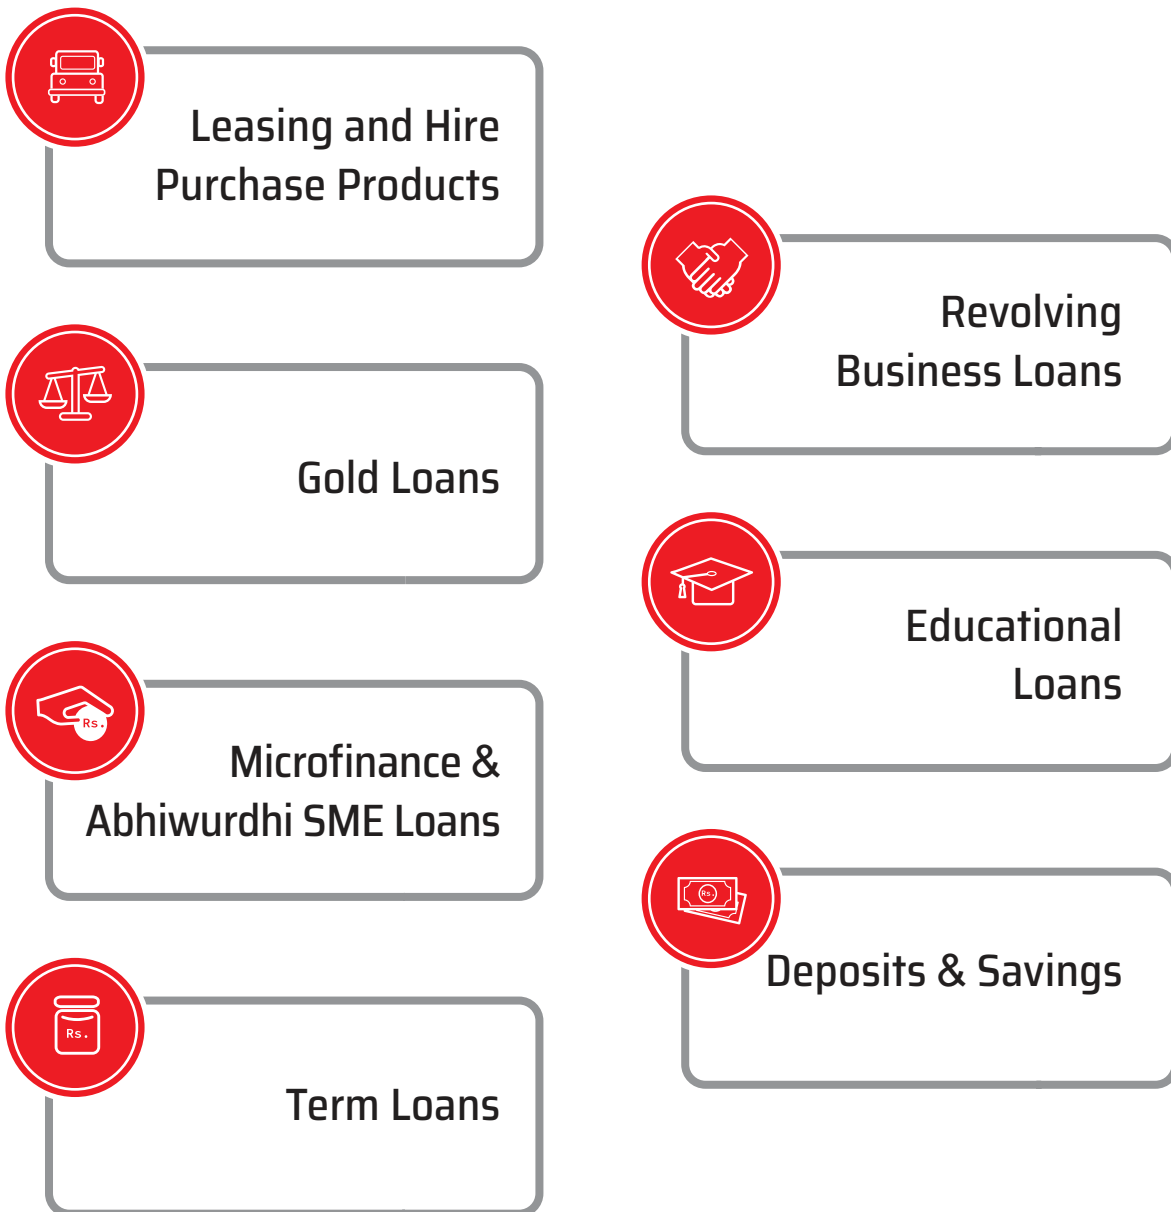 Leasing and Hire
Purchase Products
Gold Loans
Rs.
Microfinance &
Abhiwurdhi SME Loans
Rs.
Term Loans
Revolving
Business Loans
Educational
Loans
Rs.
Deposits & Savings